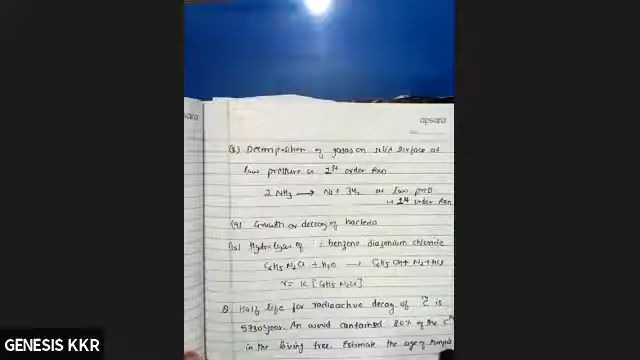 apsara
(8) Decomposition of gases on solid surface at
low pressure is 1st order Rxn
2 NH3 → N2 + 3H2 at low press.
is 1st order Rxn
(9) Growth or decay of bacteria
(10) Hydrolysis of : benzene diazonium chloride
C6H5N2Cl + H2O → C6H5OH + N2 + HCl
r = K [C6H5N2Cl]
Q Half life for radioactive decay of 14C is
5730 year. An wood contained 80% of the C14
in the living tree. Estimate the age of sample
GENESIS KKR